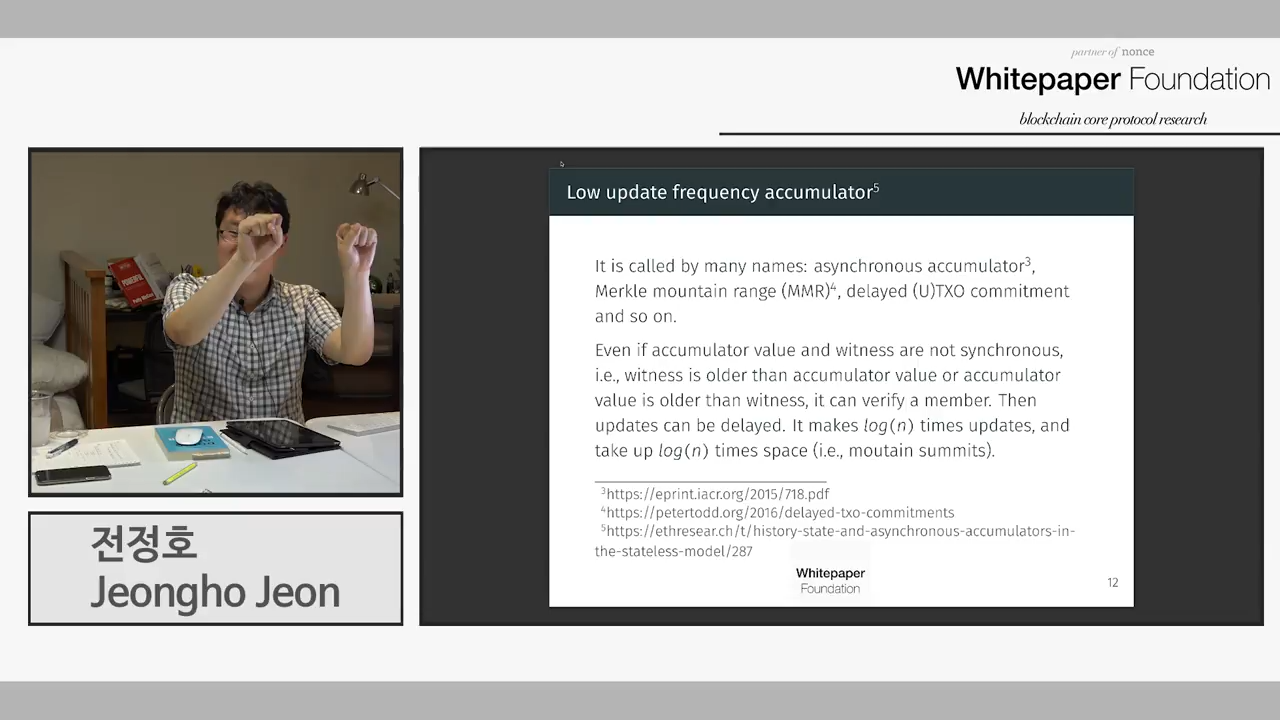 partner of nonce
Whitepaper Foundation
blockchain core protocol research
Low update frequency accumulator⁵
It is called by many names: asynchronous accumulator³,
Merkle mountain range (MMR)⁴, delayed (U)TXO commitment
and so on.
Even if accumulator value and witness are not synchronous,
i.e., witness is older than accumulator value or accumulator
value is older than witness, it can verify a member. Then
updates can be delayed. It makes log(n) times updates, and
take up log(n) times space (i.e., moutain summits).
³https://eprint.iacr.org/2015/718.pdf
⁴https://petertodd.org/2016/delayed-txo-commitments
⁵https://ethresear.ch/t/history-state-and-asynchronous-accumulators-in-
the-stateless-model/287
Whitepaper
Foundation
12
전정호
Jeongho Jeon